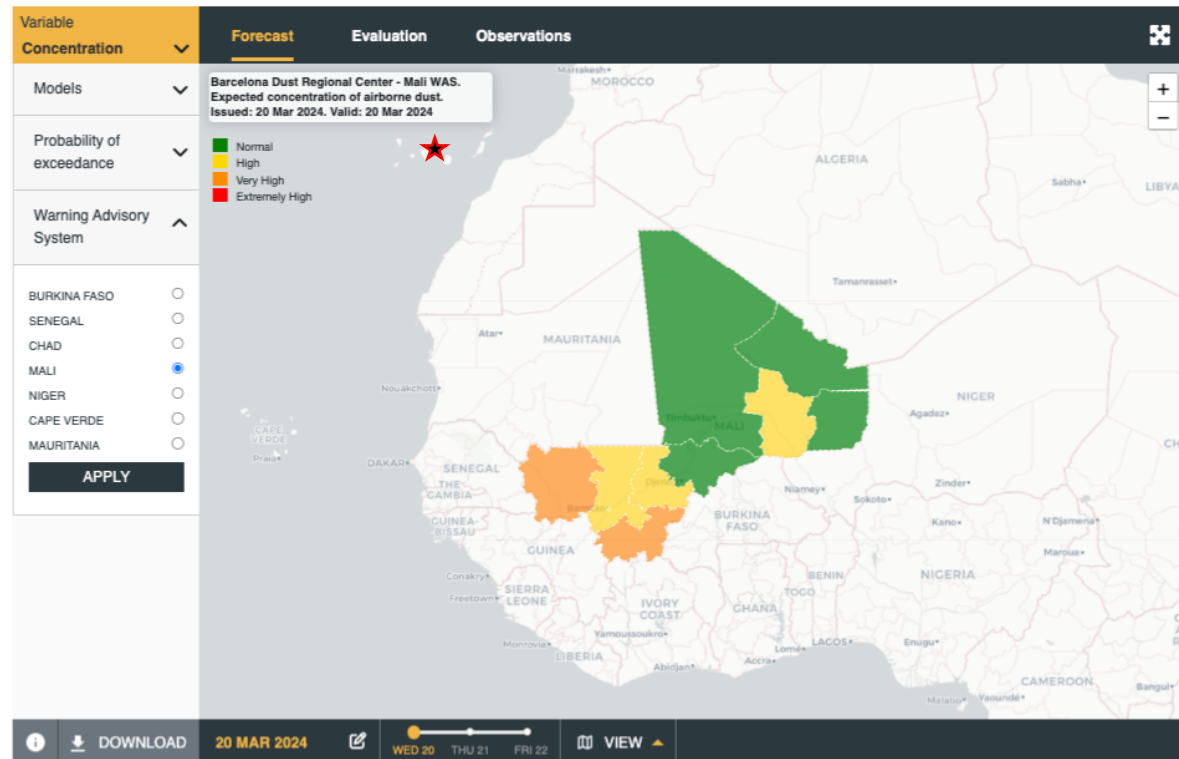 Variable
Concentration
Forecast
Evaluation
Observations
Models
Probability of
exceedance
Warning Advisory
System
BURKINA FASO
SENEGAL
CHAD
MALI
NIGER
CAPE VERDE
MAURITANIA
APPLY
Barcelona Dust Regional Center - Mali WAS.
Expected concentration of airborne dust.
Issued: 20 Mar 2024. Valid: 20 Mar 2024
Normal
High
Very High
Extremely High
+
−
Marrakesh
MOROCCO
ALGERIA
Sabha
LIBYA
Tamanrasset
Atar
MAURITANIA
Nouakchott
NIGER
Agadez
Timbuktu
MALI
CAPE
VERDE
Praia
DAKAR
SENEGAL
THE
GAMBIA
Zinder
Niamey
Sokoto
BURKINA
FASO
Kano
N'Djamena
GUINEA-
BISSAU
Maroua
GUINEA
BENIN
NIGERIA
Conakry
SIERRA
LEONE
Freetown
TOGO
IVORY
COAST
GHANA
Yamoussoukro
Monrovia
LIBERIA
LAGOS
Enugu
Lomé
Accra
Abidjan
CAMEROON
Bangui
Malabo
Yaoundé
DOWNLOAD
20 MAR 2024
WED 20
THU 21
FRI 22
VIEW